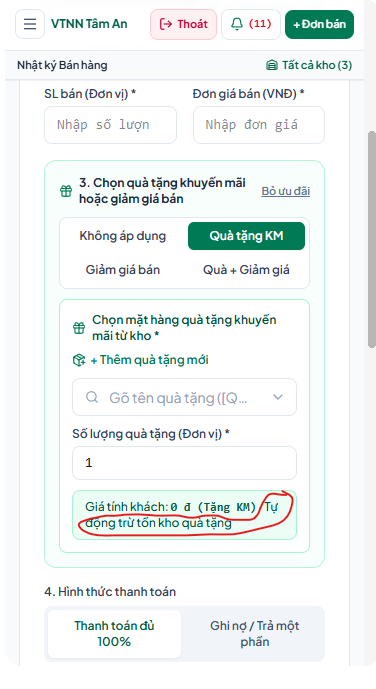 VTNN Tâm An
Thoát
(11)
+ Đơn bán
Nhật ký Bán hàng
Tất cả kho (3)
SL bán (Đơn vị) *
Đơn giá bán (VNĐ) *
Nhập số lượn
Nhập đơn giá
3. Chọn quà tặng khuyến mãi
hoặc giảm giá bán
Bỏ ưu đãi
Không áp dụng
Quà tặng KM
Giảm giá bán
Quà + Giảm giá
Chọn mặt hàng quà tặng khuyến
mãi từ kho *
+ Thêm quà tặng mới
Gõ tên quà tặng ([Q...
Số lượng quà tặng (Đơn vị) *
1
Giá tính khách: 0 đ (Tặng KM) Tự
động trừ tồn kho quà tặng
4. Hình thức thanh toán
Thanh toán đủ
100%
Ghi nợ / Trả một
phần